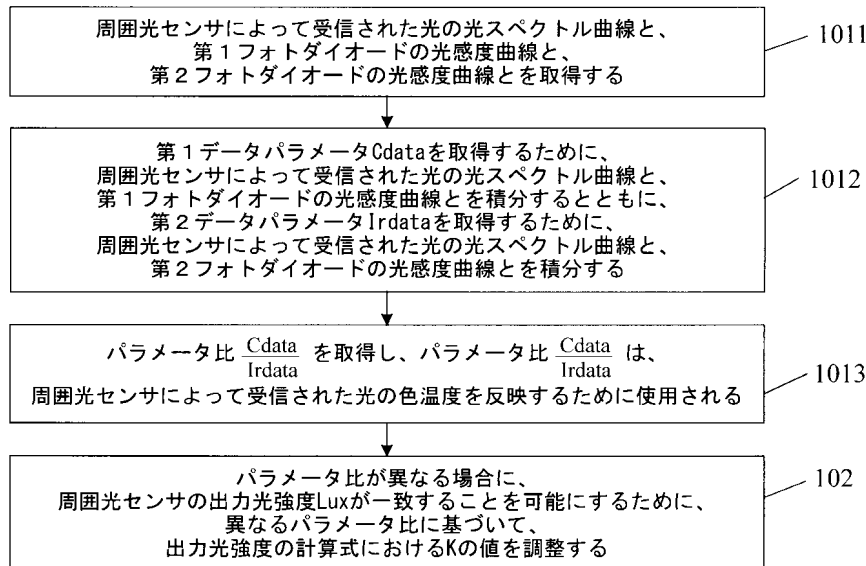 周囲光センサによって受信された光の光スペクトル曲線と、
第１フォトダイオードの光感度曲線と、
第２フォトダイオードの光感度曲線とを取得する
1011
第１データパラメータCdataを取得するために、
周囲光センサによって受信された光の光スペクトル曲線と、
第１フォトダイオードの光感度曲線とを積分するとともに、
第２データパラメータIrdataを取得するために、
周囲光センサによって受信された光の光スペクトル曲線と、
第２フォトダイオードの光感度曲線とを積分する
1012
パラメータ比 Cdata/Irdata を取得し、パラメータ比 Cdata/Irdata は、
周囲光センサによって受信された光の色温度を反映するために使用される
1013
パラメータ比が異なる場合に、
周囲光センサの出力光強度Luxが一致することを可能にするために、
異なるパラメータ比に基づいて、
出力光強度の計算式におけるKの値を調整する
102